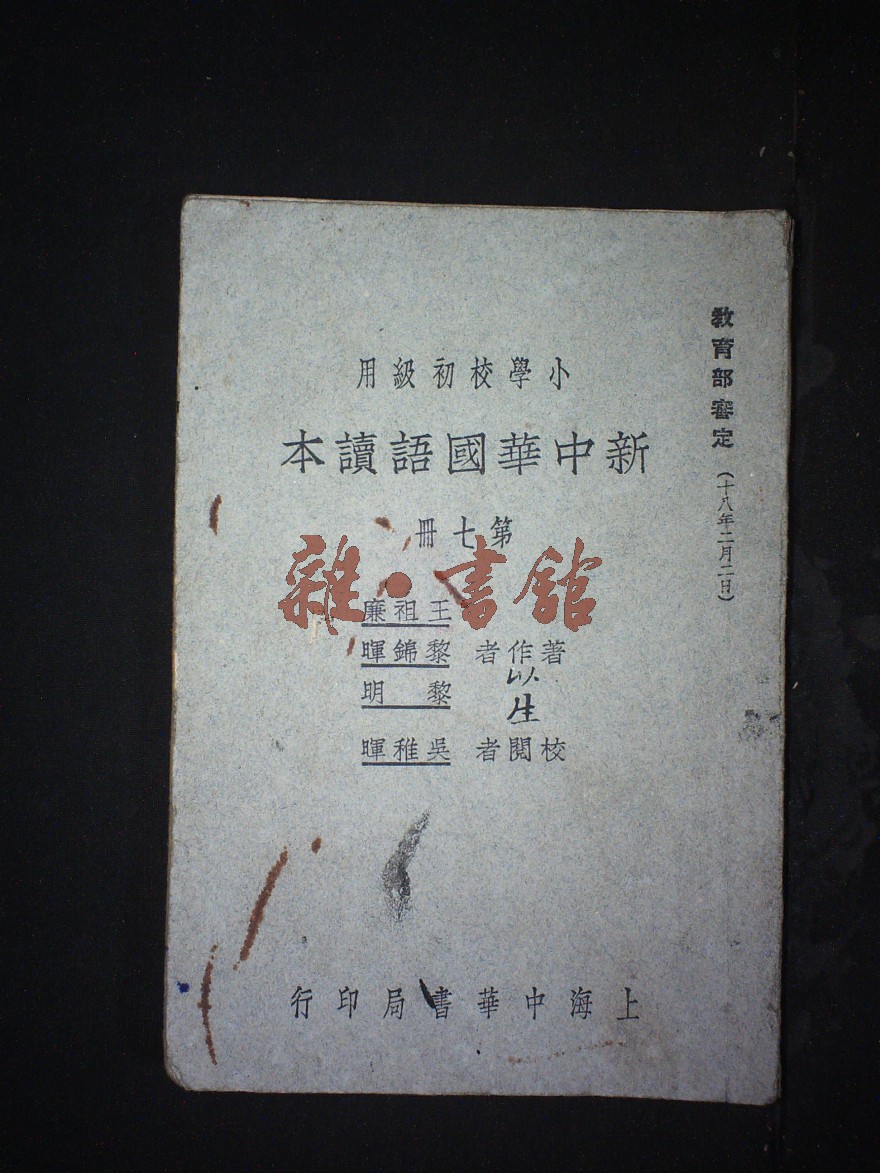 教育部審定(十八年二月二日)
小學校初級用
新中華國語讀本
第七冊
雜·書館
王祖廉
著作者 黎錦暉
黎明
以生
校閱者 吳稚暉
上海中華書局印行